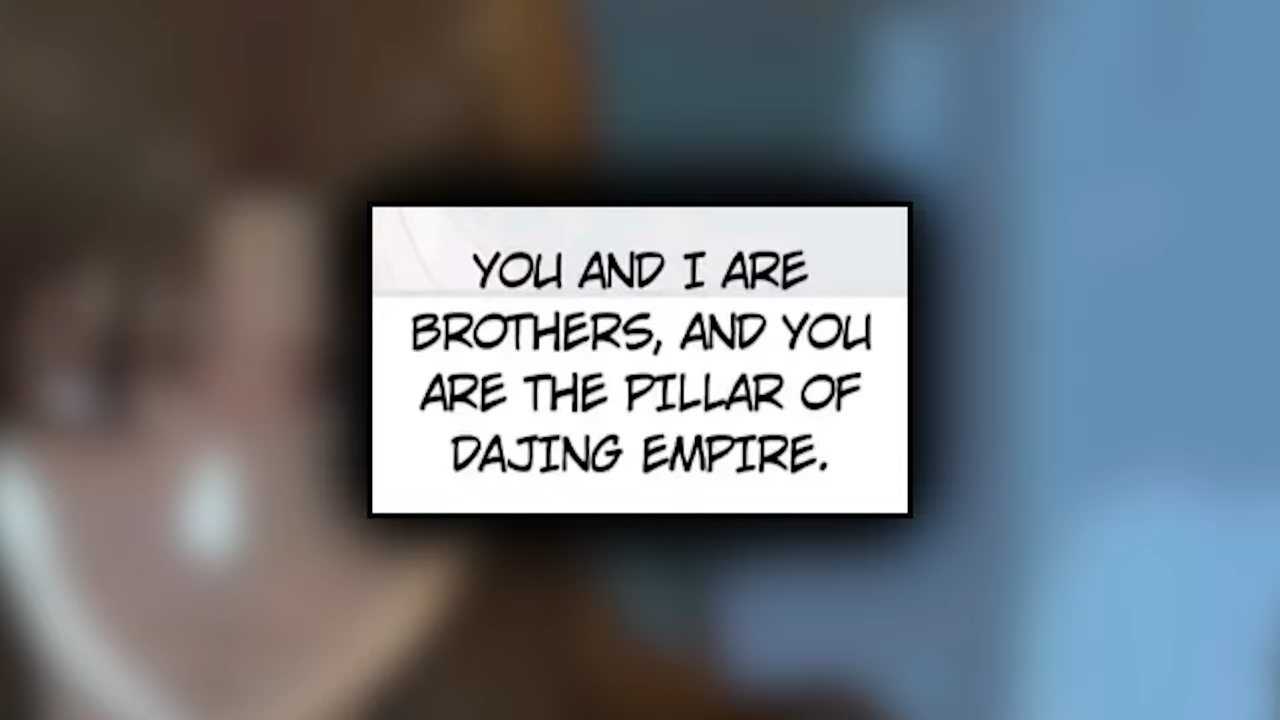 YOU AND I ARE
BROTHERS, AND YOU
ARE THE PILLAR OF
DAJING EMPIRE.